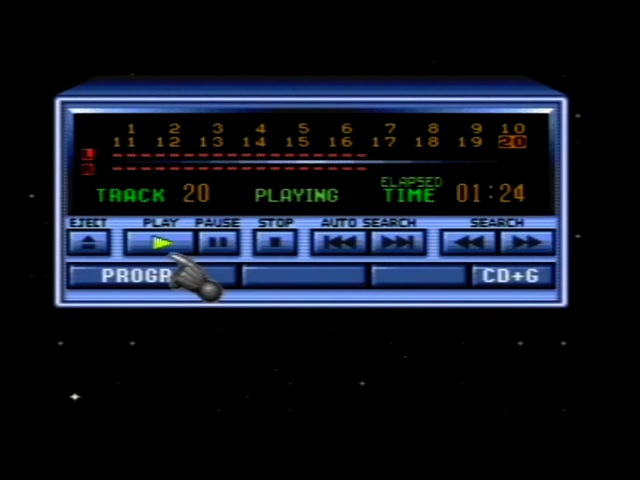 1 2 3 4 5 6 7 8 9 10
11 12 13 14 15 16 17 18 19 20
L
R
TRACK 20 PLAYING ELAPSED TIME 01:24
EJECT PLAY PAUSE STOP AUTO SEARCH SEARCH
PROGR CD+G